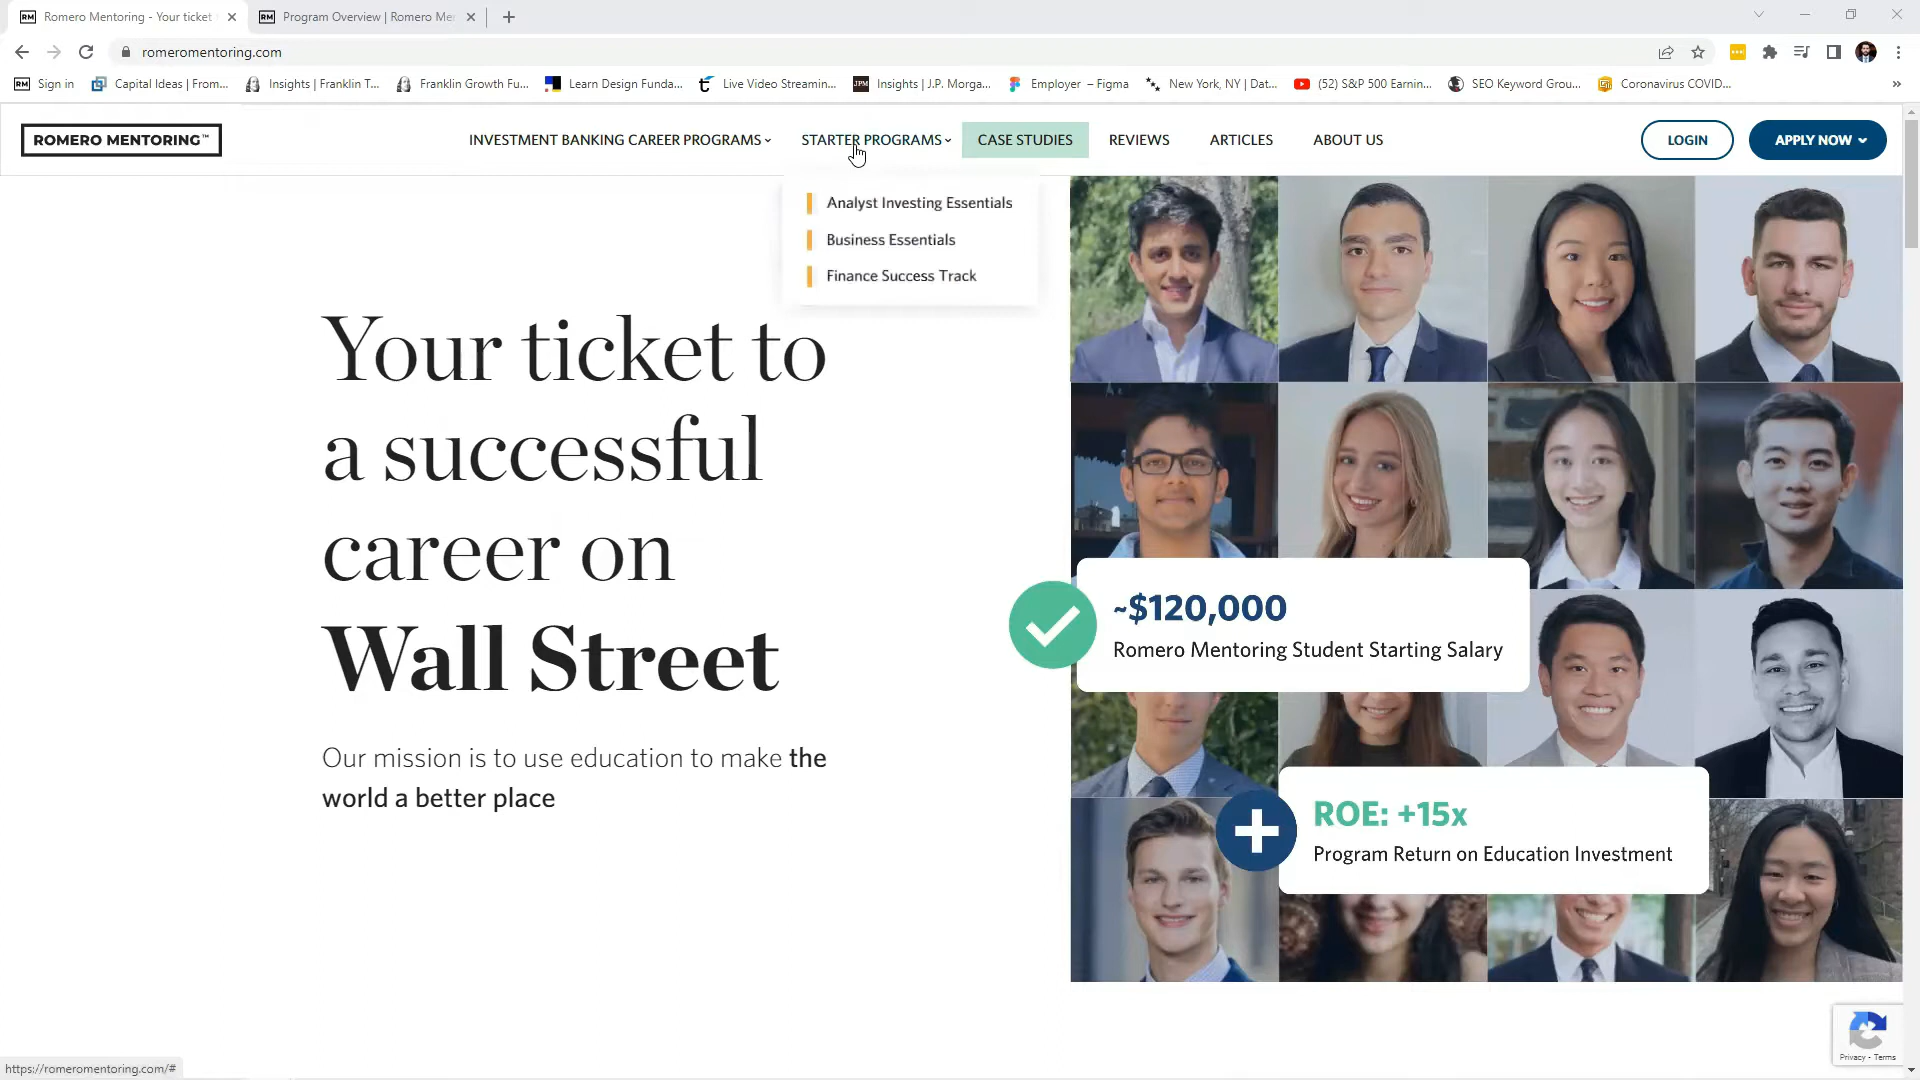 Romero Mentoring - Your ticket
Program Overview | Romero Me
romeromentoring.com
Sign in
Capital Ideas | From...
Insights | Franklin T...
Franklin Growth Fu...
Learn Design Funda...
Live Video Streamin...
Insights | J.P. Morga...
Employer – Figma
New York, NY | Dat...
(52) S&P 500 Earnin...
SEO Keyword Grou...
Coronavirus COVID...
ROMERO MENTORING™
INVESTMENT BANKING CAREER PROGRAMS
STARTER PROGRAMS
CASE STUDIES
REVIEWS
ARTICLES
ABOUT US
LOGIN
APPLY NOW
Analyst Investing Essentials
Business Essentials
Finance Success Track
Your ticket to
a successful
career on
Wall Street
Our mission is to use education to make the
world a better place
~$120,000
Romero Mentoring Student Starting Salary
ROE: +15x
Program Return on Education Investment
Privacy - Terms
https://romeromentoring.com/#